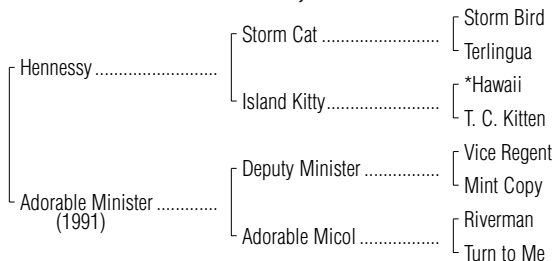 Storm Bird
Storm Cat ........................
Terlingua
Hennessy ..........................
*Hawaii
Island Kitty........................
T. C. Kitten
Vice Regent
Deputy Minister ................
Mint Copy
Adorable Minister .............
(1991)
Riverman
Adorable Micol .................
Turn to Me